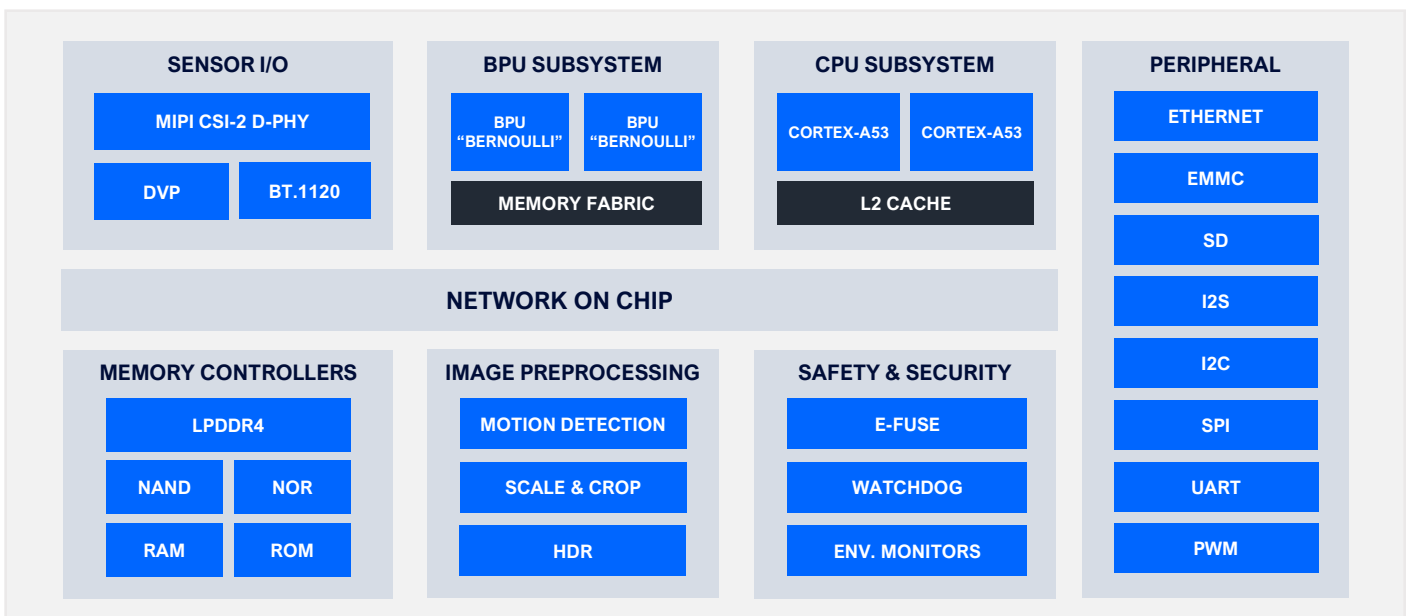 SENSOR I/O
MIPI CSI-2 D-PHY
DVP
BT.1120
BPU SUBSYSTEM
BPU
“BERNOULLI”
BPU
“BERNOULLI”
MEMORY FABRIC
CPU SUBSYSTEM
CORTEX-A53
CORTEX-A53
L2 CACHE
PERIPHERAL
ETHERNET
EMMC
SD
I2S
I2C
SPI
UART
PWM
NETWORK ON CHIP
MEMORY CONTROLLERS
LPDDR4
NAND
NOR
RAM
ROM
IMAGE PREPROCESSING
MOTION DETECTION
SCALE & CROP
HDR
SAFETY & SECURITY
E-FUSE
WATCHDOG
ENV. MONITORS